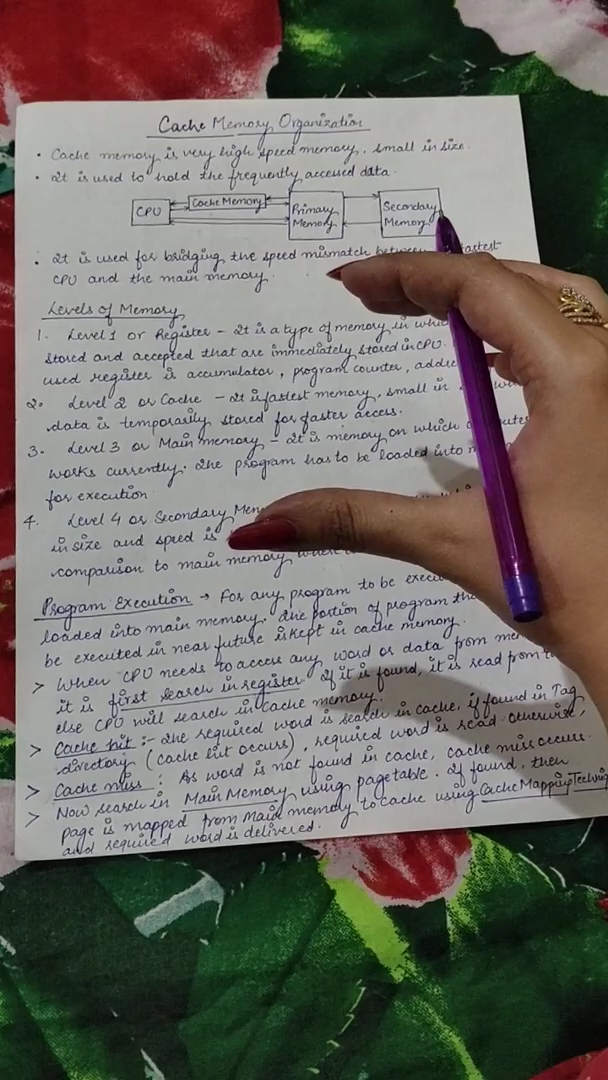 Cache Memory Organization
• Cache memory is very high speed memory, small in size.
• It is used to hold the frequently accessed data.
CPU
Cache Memory
Primary Memory
Secondary Memory
• It is used for bridging the speed mismatch between fastest
CPU and the main memory.
Levels of Memory
1. Level 1 or Register – It is a type of memory in
stored and accepted that are immediately stored in CPU.
used register is accumulator, program counter,
2. Level 2 or Cache – It is fastest memory, small in
data is temporarily stored for faster access.
3. Level 3 or Main memory – It is memory on which
works currently. The program has to be loaded into
for execution
4. Level 4 or Secondary
in size and speed is
comparison to main memory
Program Execution → For any program to be
loaded into main memory. The portion of program
be executed in near future is kept in cache memory.
> When CPU needs to access any word or data from
it is first search in register. If it is found, it is read from
else CPU will search in cache memory.
> Cache hit :- The required word is search in cache, if found in Tag
directory (cache hit occurs), required word is read otherwise,
> Cache miss : As word is not found in cache, cache miss occurs.
> Now search in Main Memory using page table. If found, then
page is mapped from Main memory to cache using Cache Mapping
and required word is delivered.